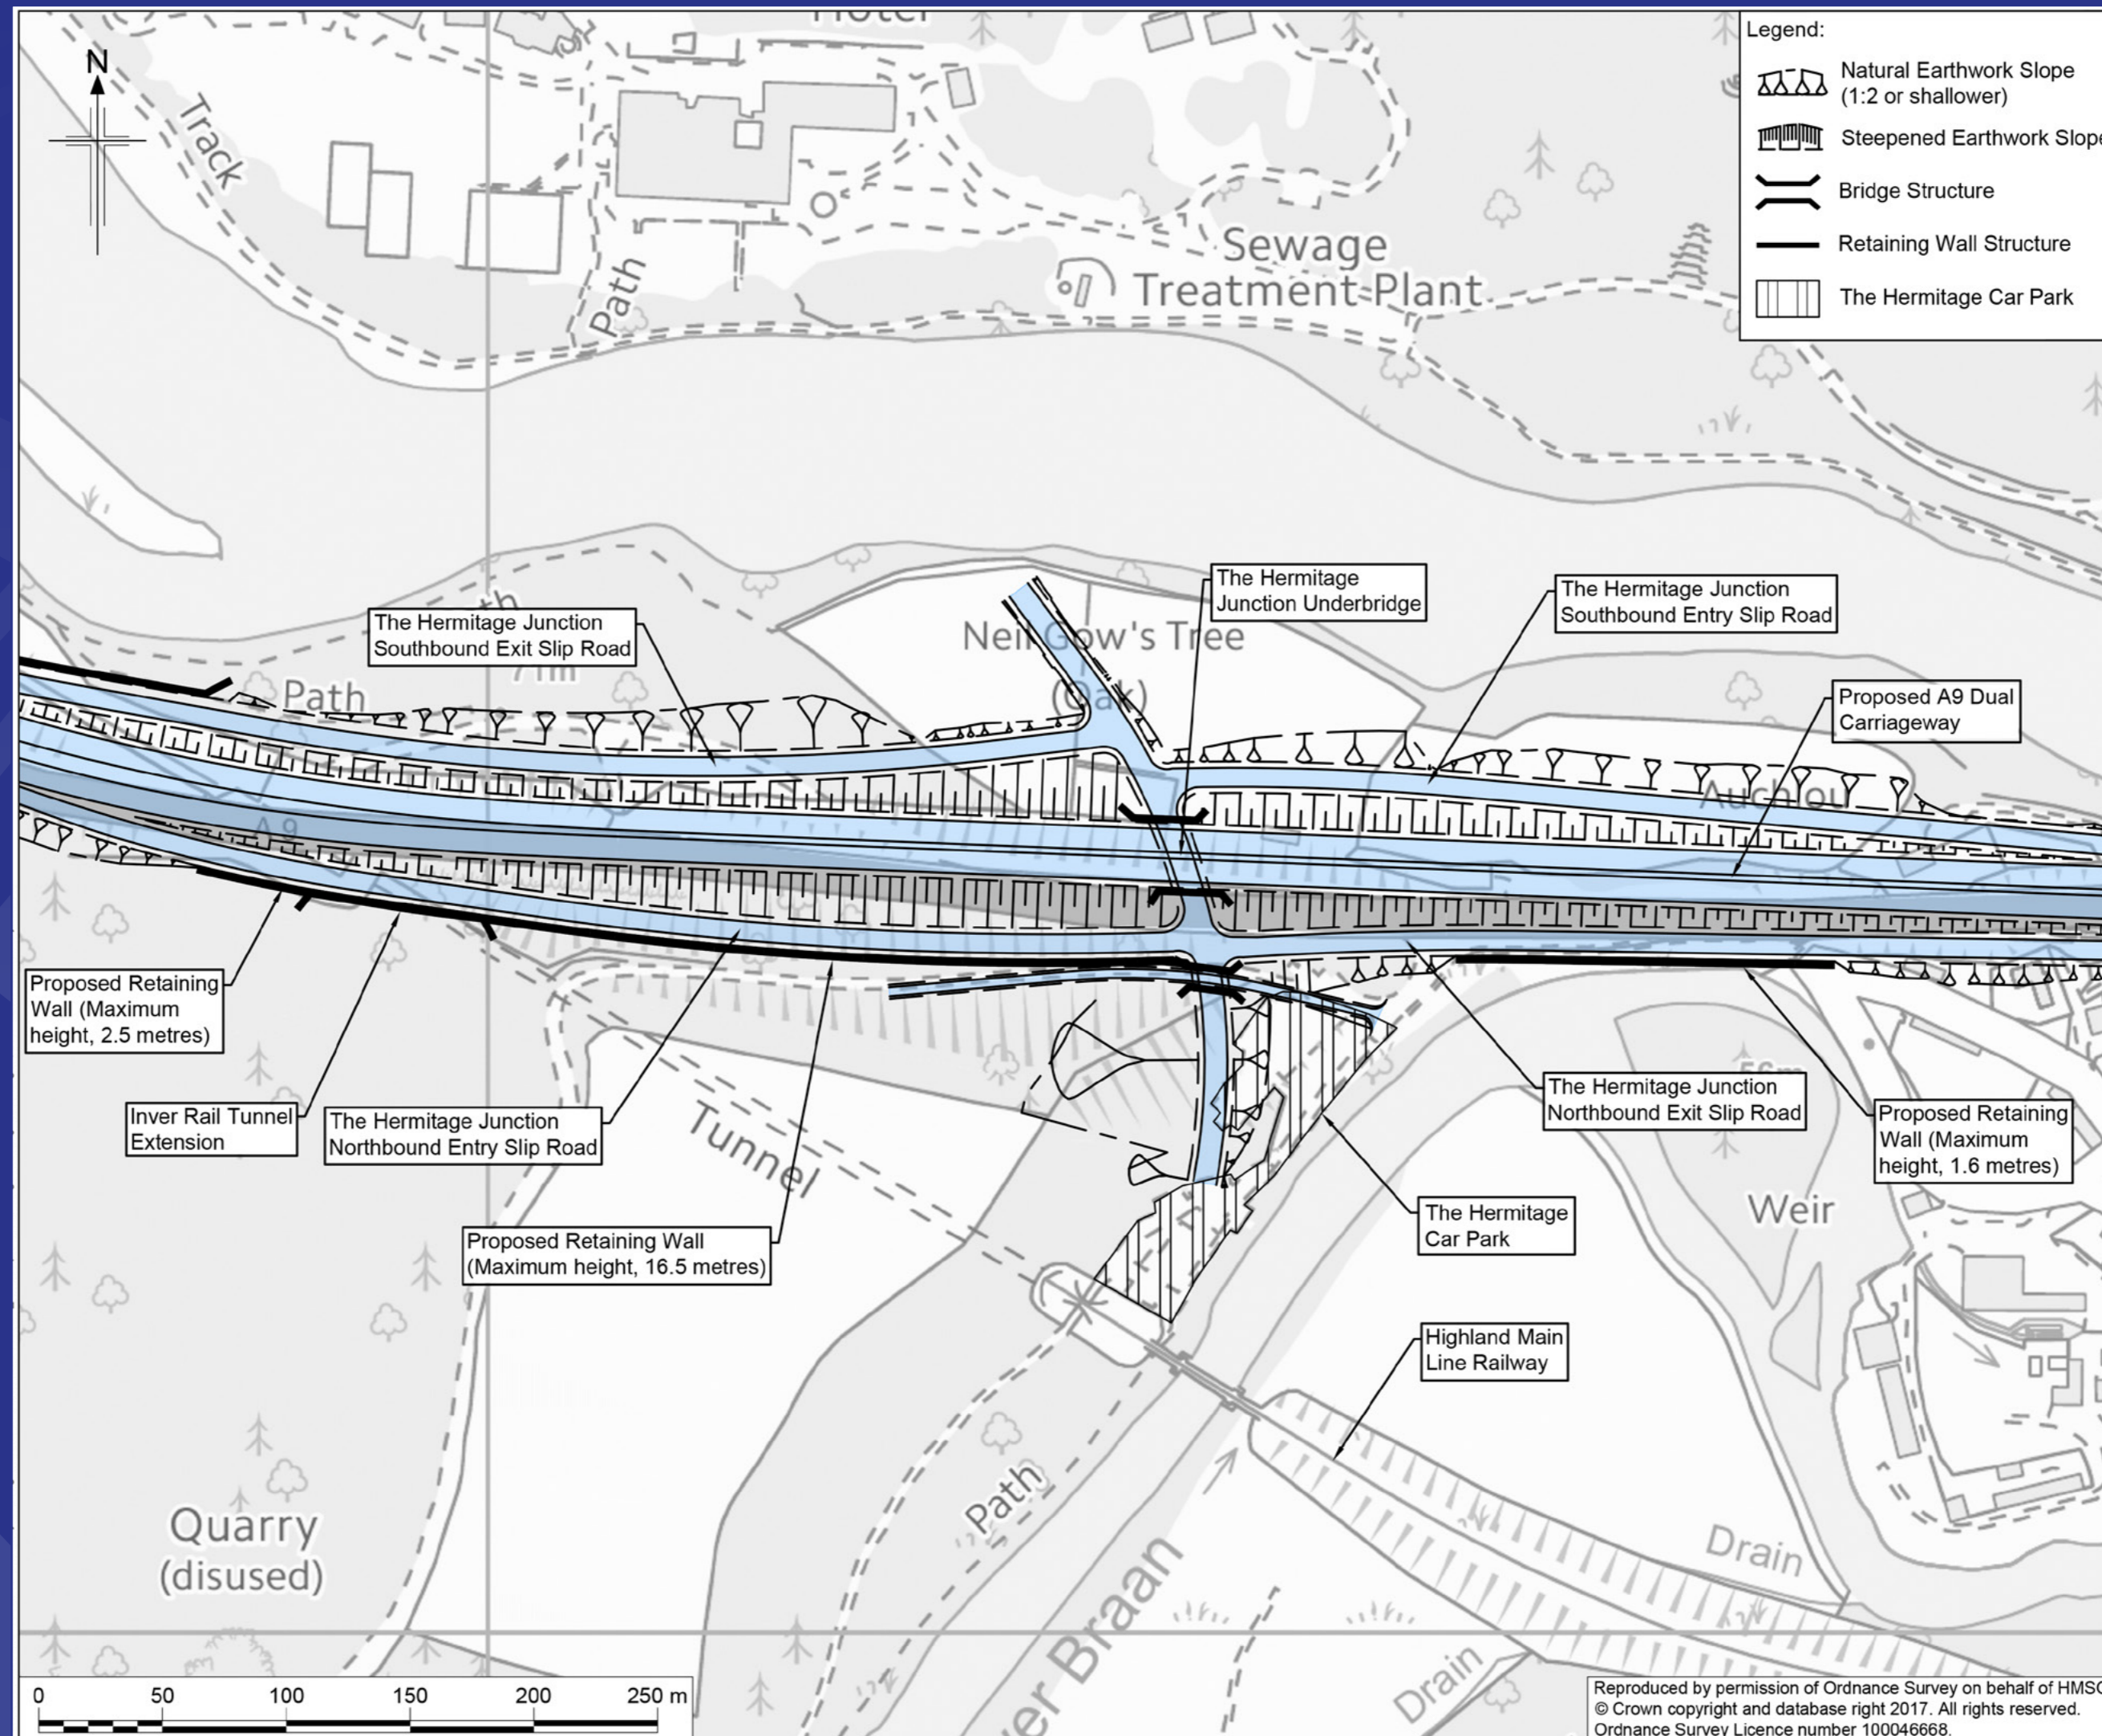 N
Track
Path
Sewage
Treatment Plant
Legend:
Natural Earthwork Slope
(1:2 or shallower)
Steepened Earthwork Slope
Bridge Structure
Retaining Wall Structure
The Hermitage Car Park
The Hermitage Junction
Southbound Exit Slip Road
Path
71m
Neil Gow's Tree
(Oak)
The Hermitage
Junction Underbridge
The Hermitage Junction
Southbound Entry Slip Road
Proposed A9 Dual
Carriageway
Auchlou
A9
Proposed Retaining
Wall (Maximum
height, 2.5 metres)
Inver Rail Tunnel
Extension
The Hermitage Junction
Northbound Entry Slip Road
Proposed Retaining Wall
(Maximum height, 16.5 metres)
Tunnel
The Hermitage Junction
Northbound Exit Slip Road
Proposed Retaining
Wall (Maximum
height, 1.6 metres)
The Hermitage
Car Park
Weir
Highland Main
Line Railway
Path
er Braan
Drain
Drain
Quarry
(disused)
0 50 100 150 200 250 m
Reproduced by permission of Ordnance Survey on behalf of HMSO
© Crown copyright and database right 2017. All rights reserved.
Ordnance Survey Licence number 100046668.